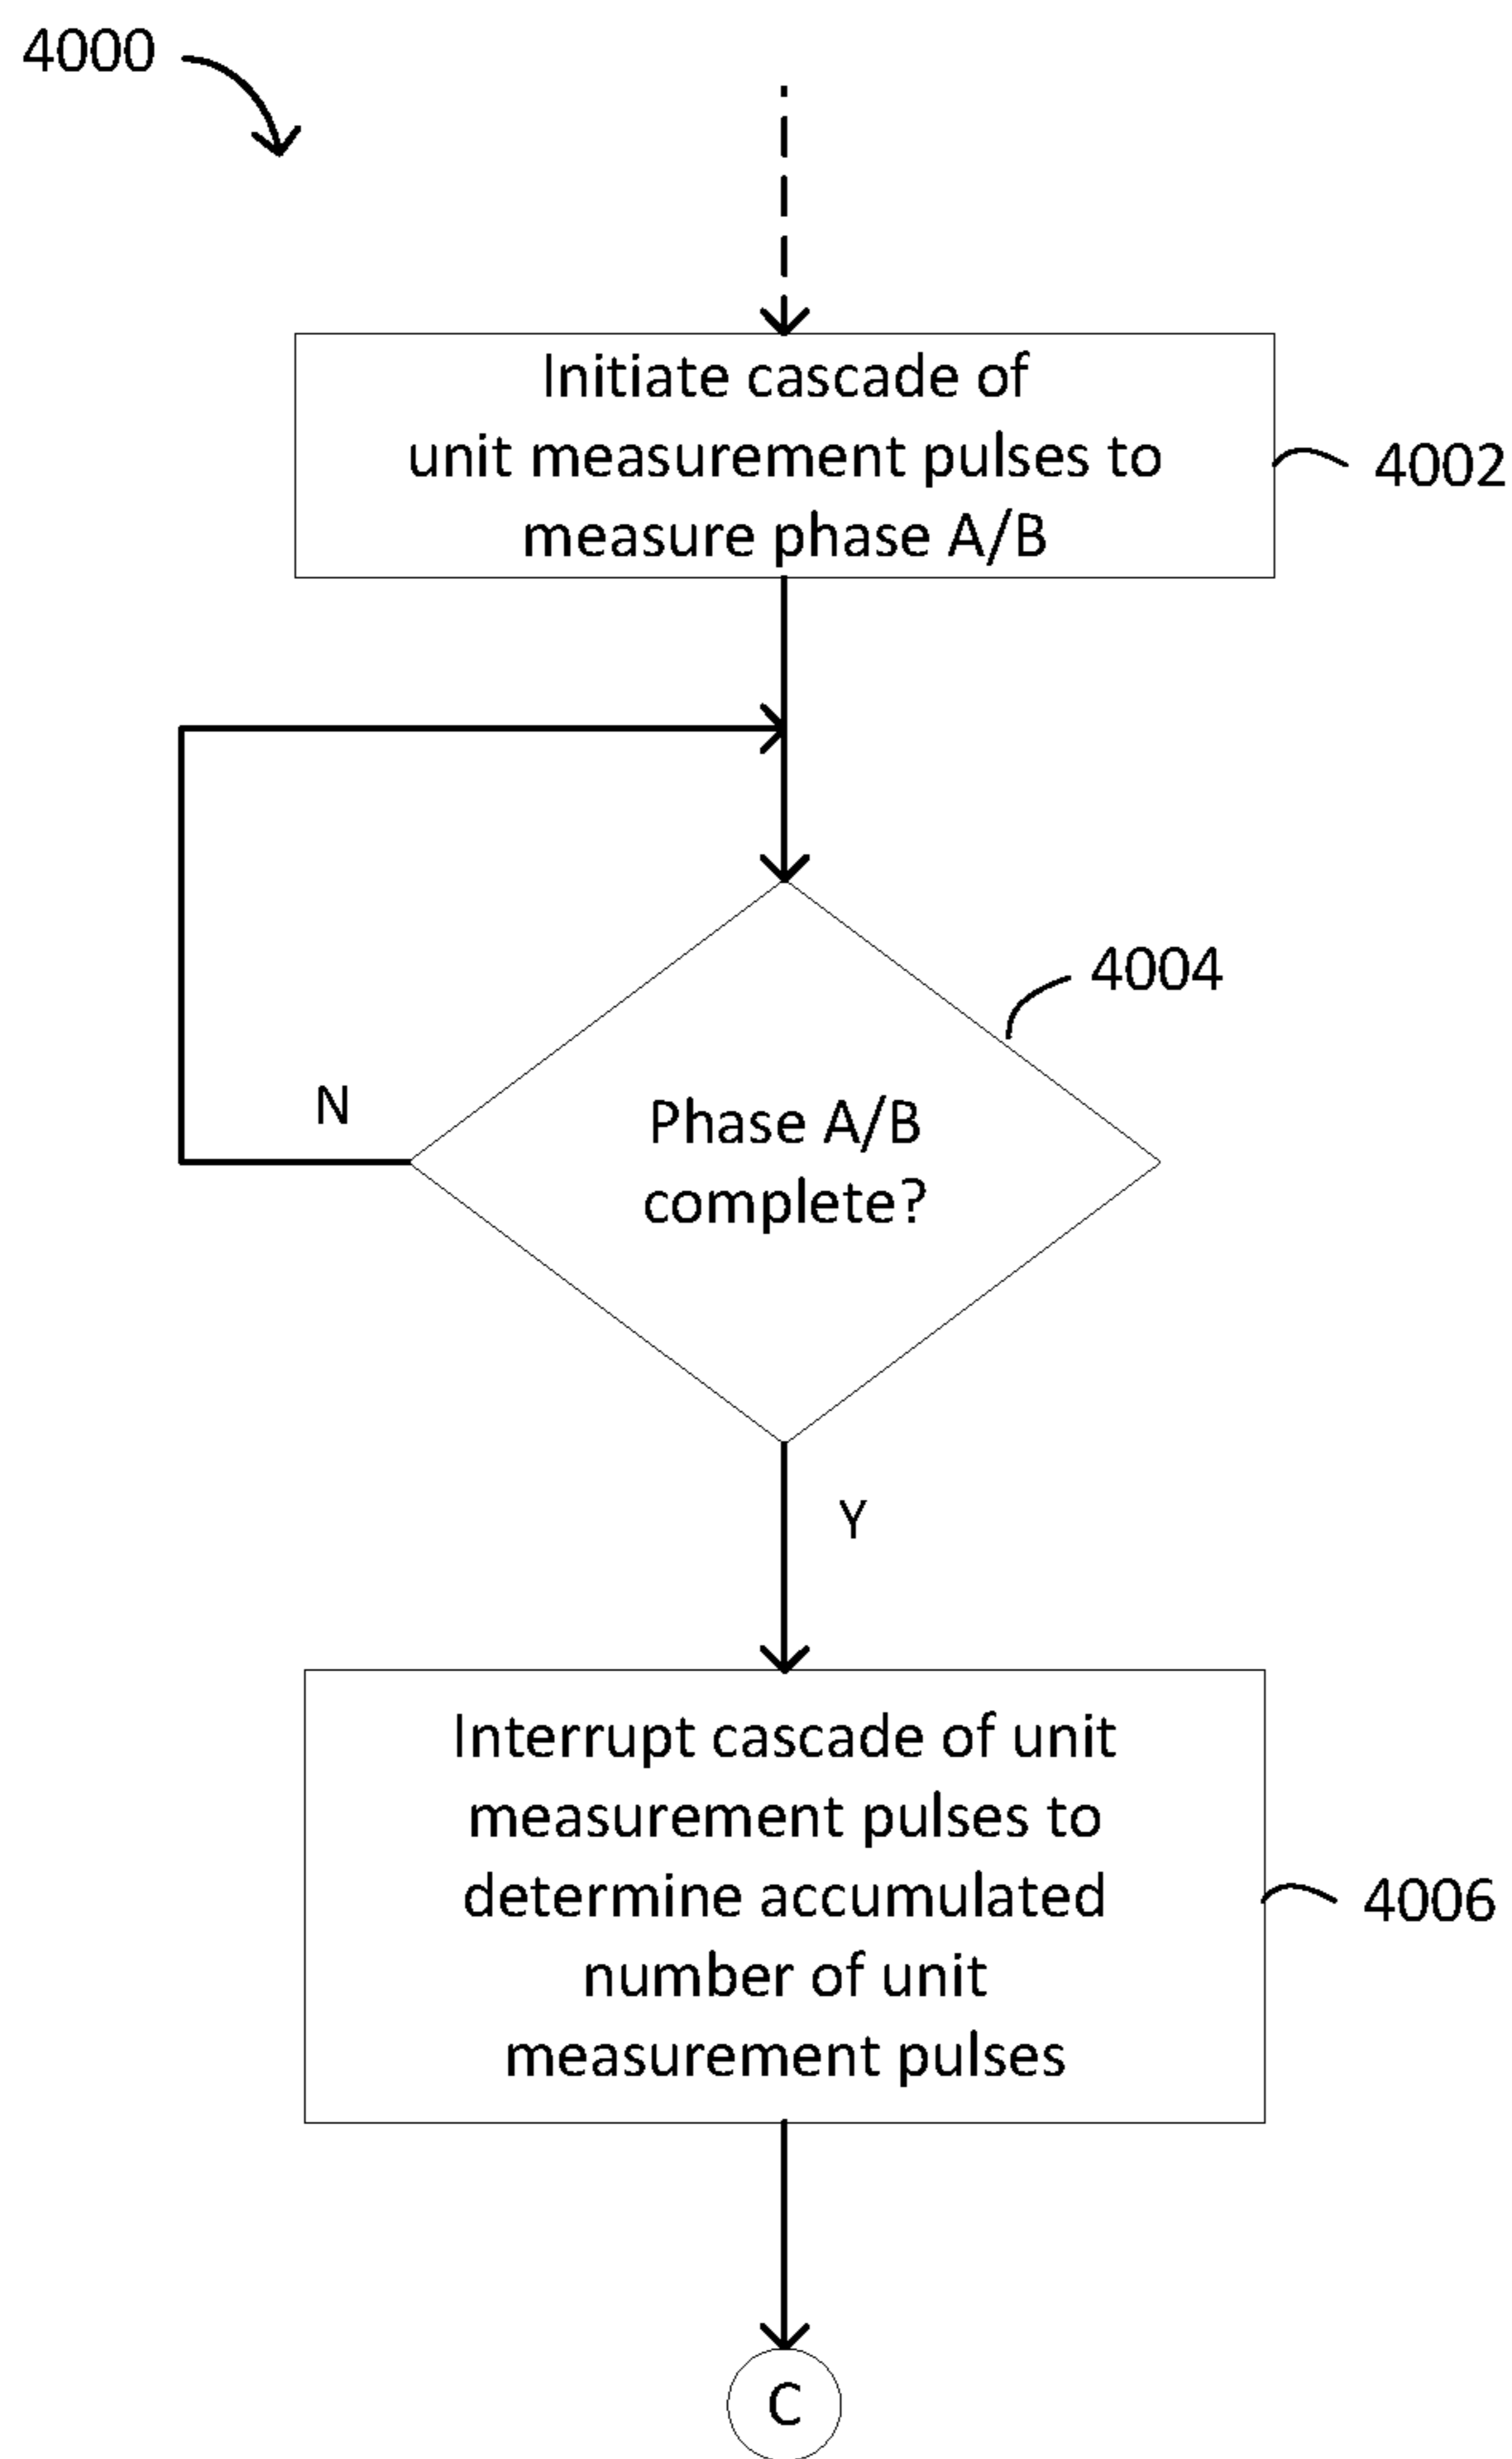 4000
Initiate cascade of
unit measurement pulses to
measure phase A/B
4002
4004
N
Phase A/B
complete?
Y
Interrupt cascade of unit
measurement pulses to
determine accumulated
number of unit
measurement pulses
4006
C